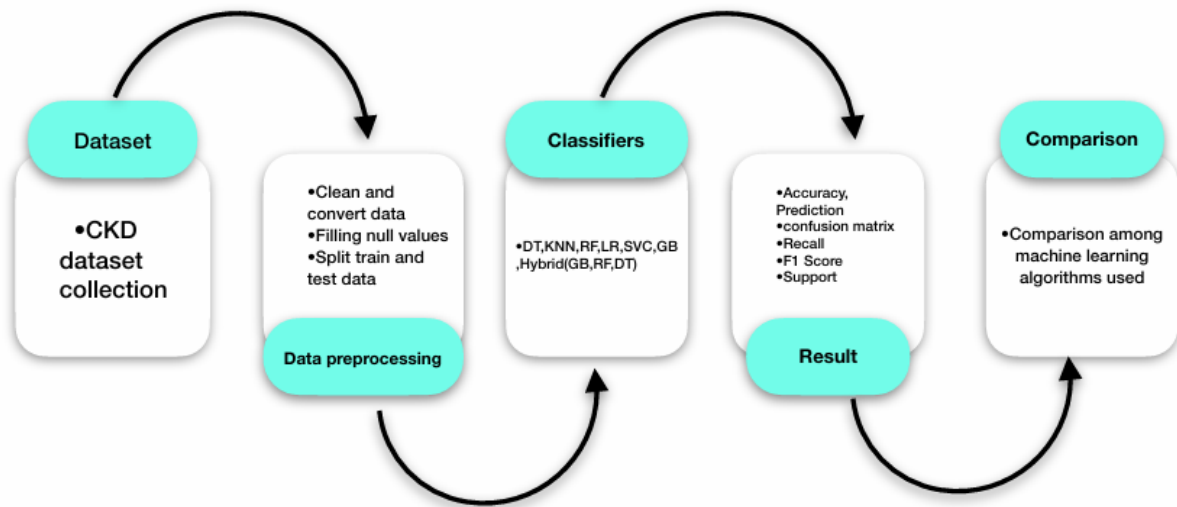 Dataset
•CKD
dataset
collection
•Clean and
convert data
•Filling null values
•Split train and
test data
Data preprocessing
Classifiers
•DT,KNN,RF,LR,SVC,GB
,Hybrid(GB,RF,DT)
•Accuracy,
Prediction
•confusion matrix
•Recall
•F1 Score
•Support
Result
Comparison
•Comparison among
machine learning
algorithms used